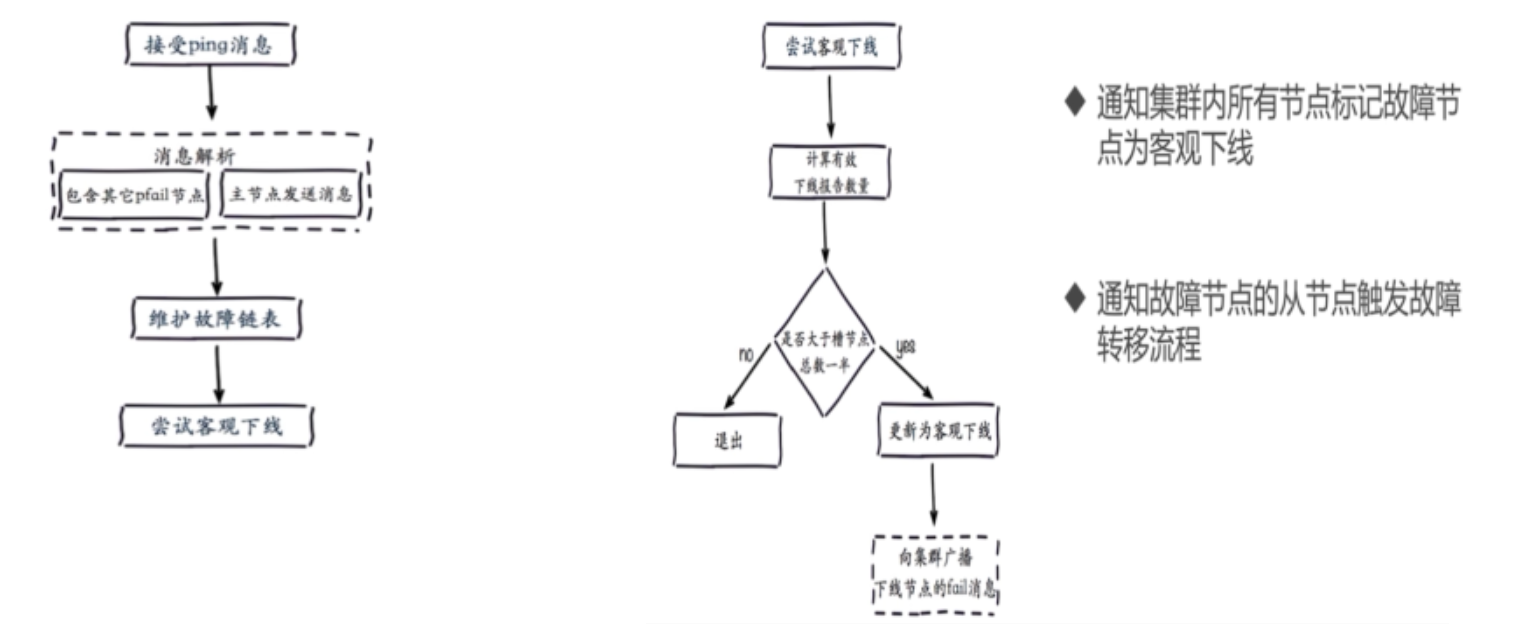 接受ping消息
消息解析
包含其它pfail节点
主节点发送消息
维护故障链表
尝试客观下线
尝试客观下线
计算有效
下线报告数量
是否大于槽节点
总数一半
no
yes
退出
更新为客观下线
向集群广播
下线节点的fail消息
◆ 通知集群内所有节点标记故障节
点为客观下线
◆ 通知故障节点的从节点触发故障
转移流程